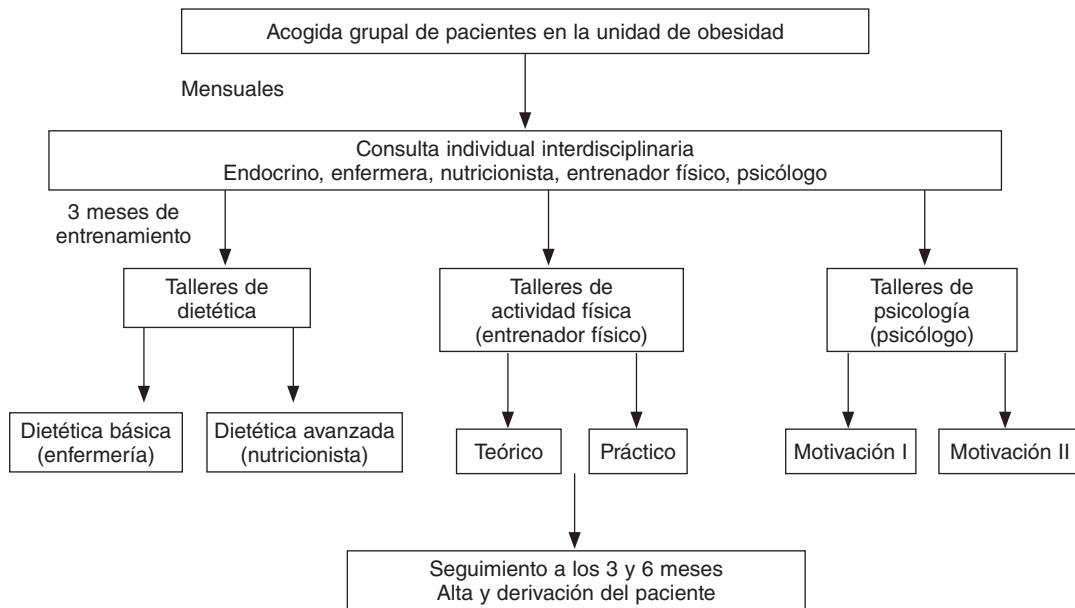 Acogida grupal de pacientes en la unidad de obesidad
Mensuales
Consulta individual interdisciplinaria
Endocrino, enfermera, nutricionista, entrenador físico, psicólogo
3 meses de
entrenamiento
Talleres de
dietética
Talleres de
actividad física
(entrenador físico)
Talleres de
psicología
(psicólogo)
Dietética básica
(enfermería)
Dietética avanzada
(nutricionista)
Teórico
Práctico
Motivación I
Motivación II
Seguimiento a los 3 y 6 meses
Alta y derivación del paciente